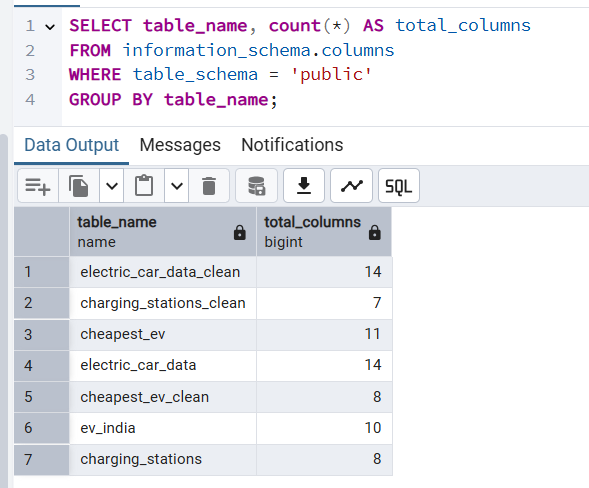 1 SELECT table_name, count(*) AS total_columns
2 FROM information_schema.columns
3 WHERE table_schema = 'public'
4 GROUP BY table_name;
Data Output Messages Notifications
SQL
table_name total_columns
name bigint
1 electric_car_data_clean 14
2 charging_stations_clean 7
3 cheapest_ev 11
4 electric_car_data 14
5 cheapest_ev_clean 8
6 ev_india 10
7 charging_stations 8